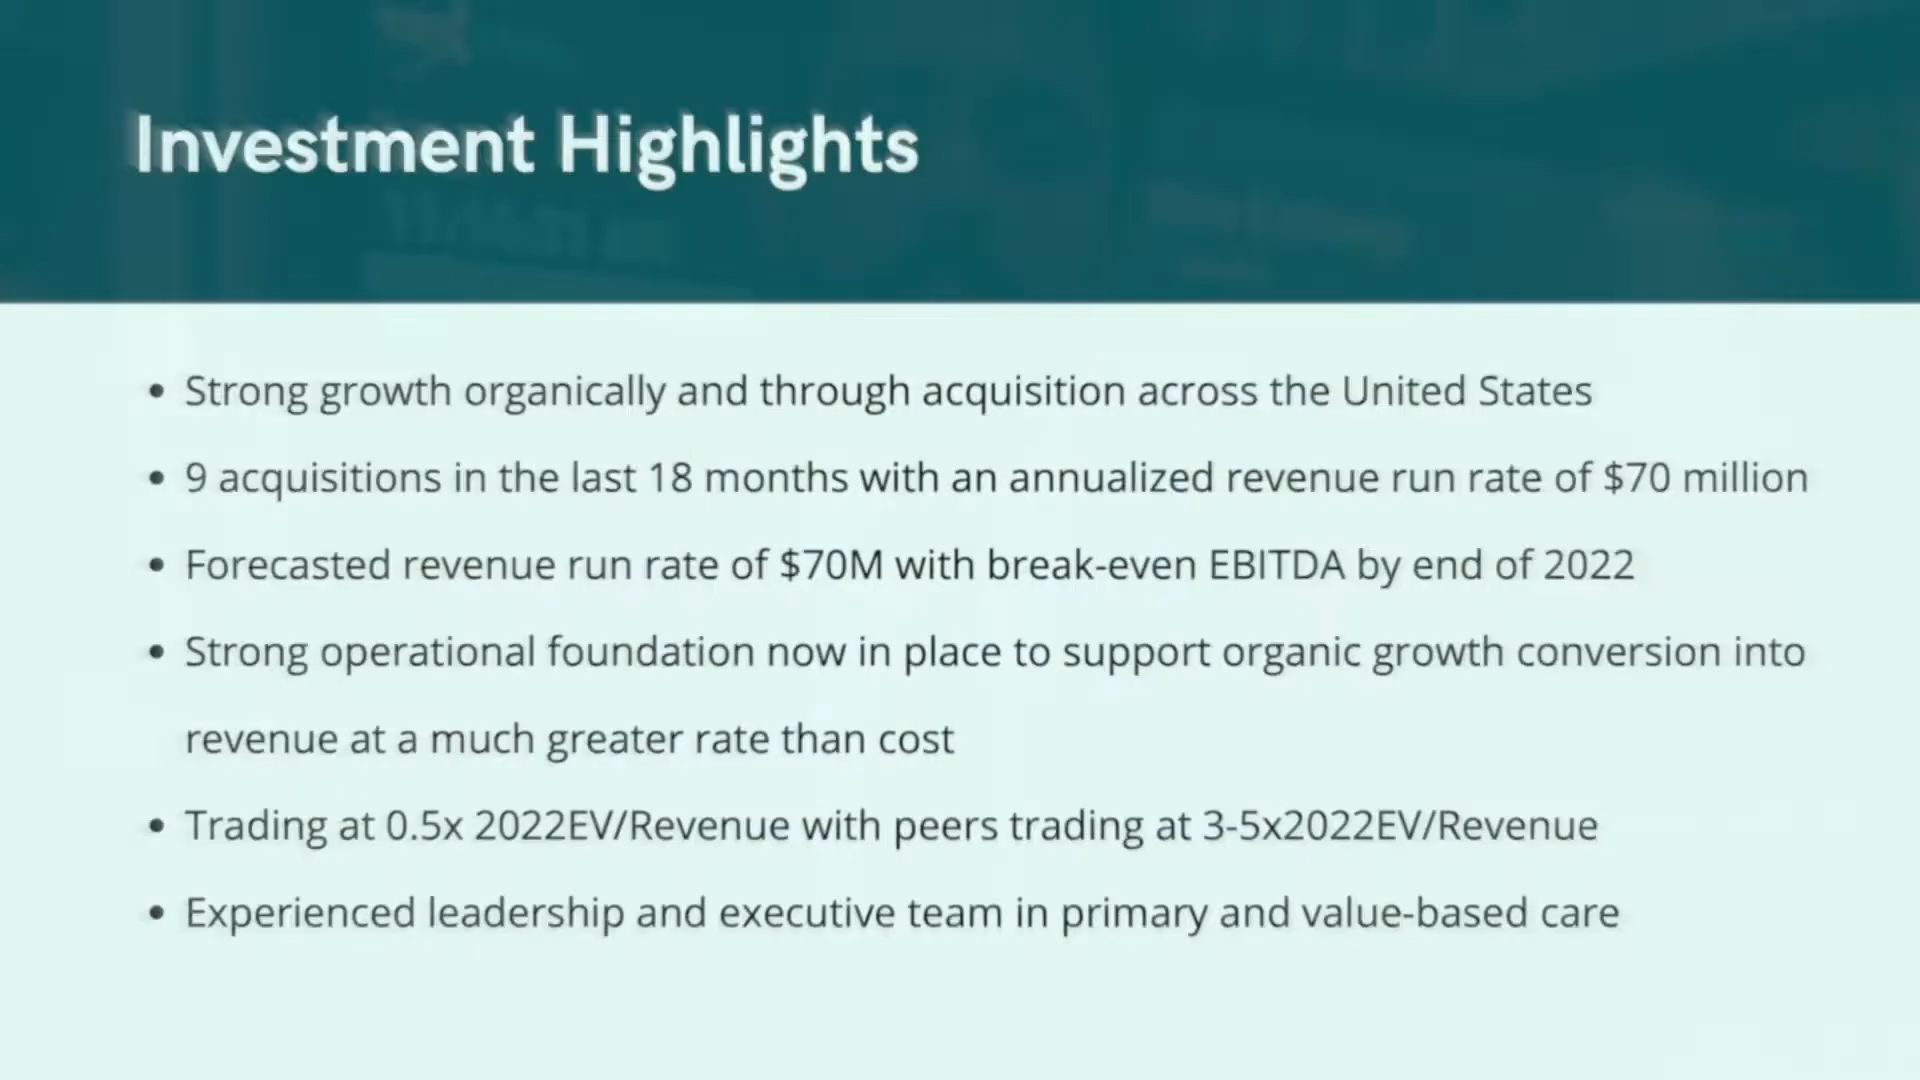 Investment Highlights
• Strong growth organically and through acquisition across the United States
• 9 acquisitions in the last 18 months with an annualized revenue run rate of $70 million
• Forecasted revenue run rate of $70M with break-even EBITDA by end of 2022
• Strong operational foundation now in place to support organic growth conversion into
revenue at a much greater rate than cost
• Trading at 0.5x 2022EV/Revenue with peers trading at 3-5x2022EV/Revenue
• Experienced leadership and executive team in primary and value-based care